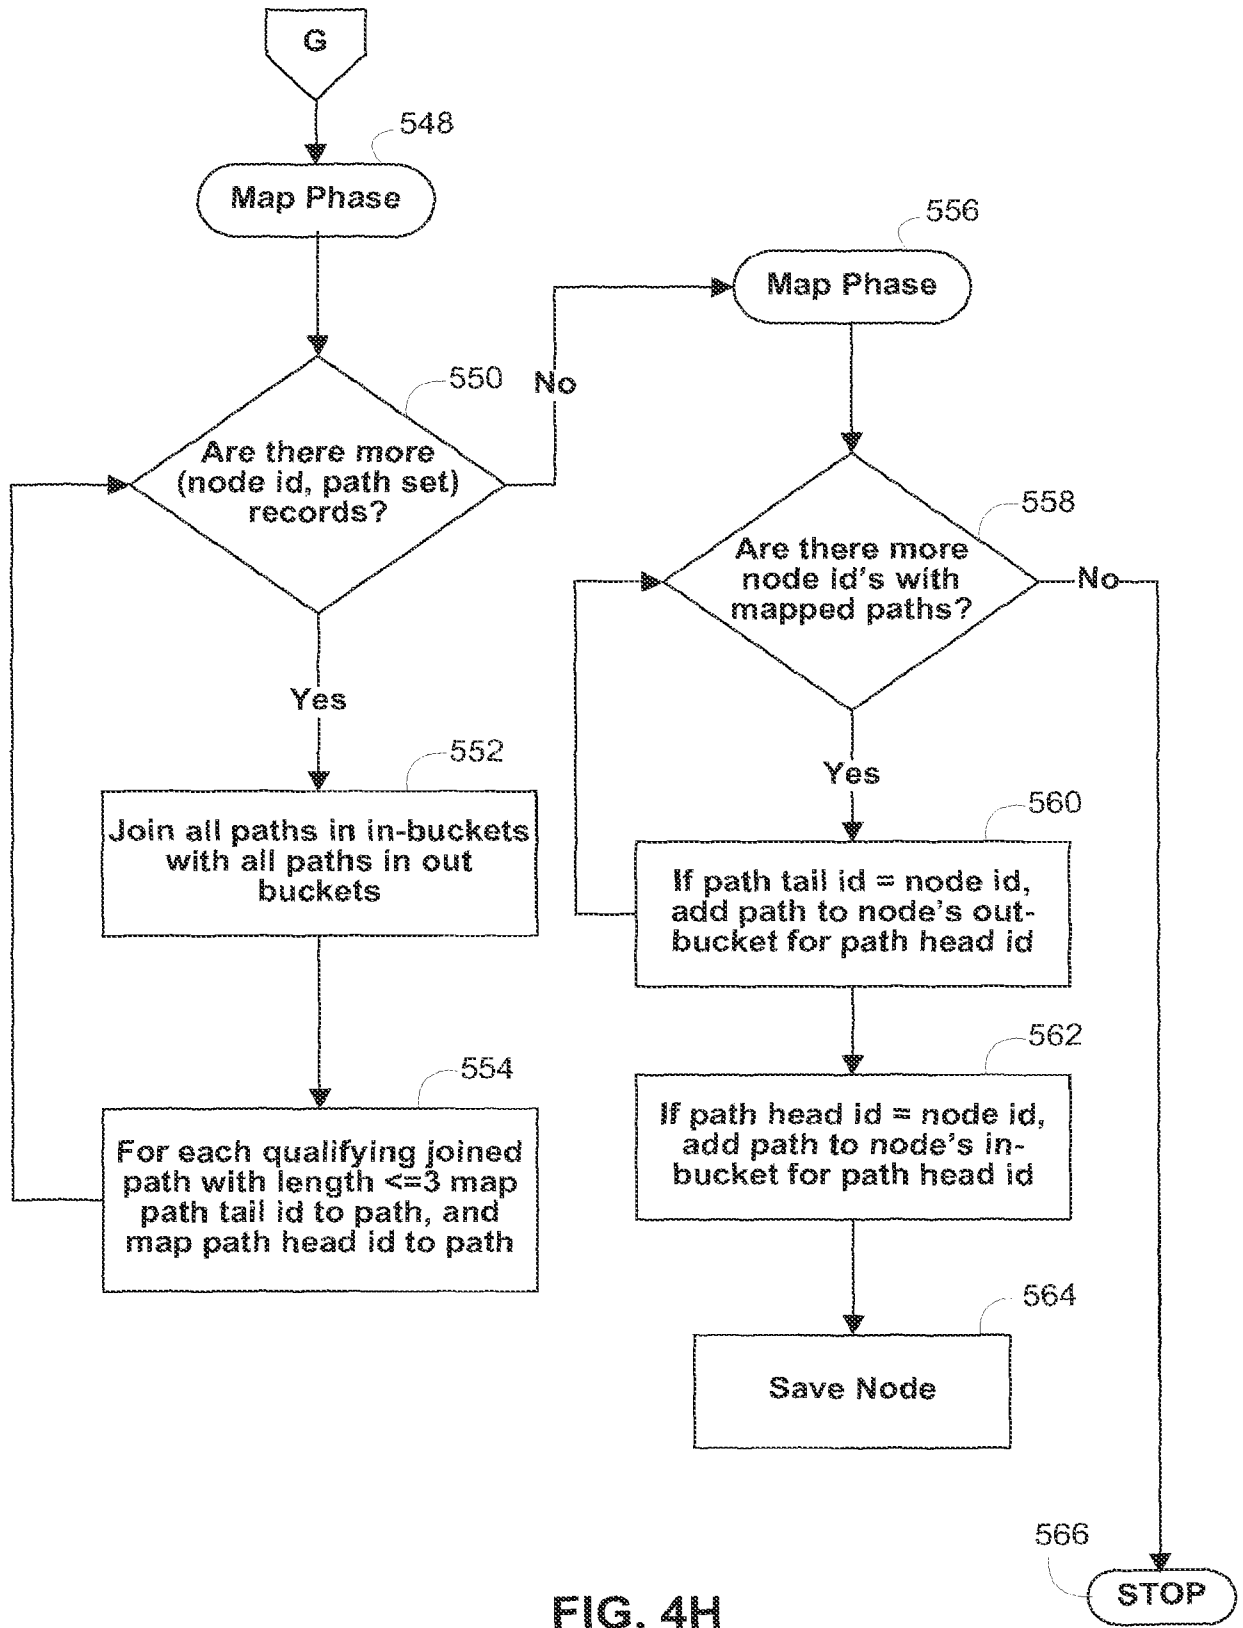 G
548
Map Phase
550
Are there more
(node id, path set)
records?
No
Yes
552
Join all paths in in-buckets
with all paths in out
buckets
554
For each qualifying joined
path with length <=3 map
path tail id to path, and
map path head id to path
556
Map Phase
558
Are there more
node id's with
mapped paths?
No
Yes
560
If path tail id = node id,
add path to node's out-
bucket for path head id
562
If path head id = node id,
add path to node's in-
bucket for path head id
564
Save Node
566
STOP
FIG. 4H